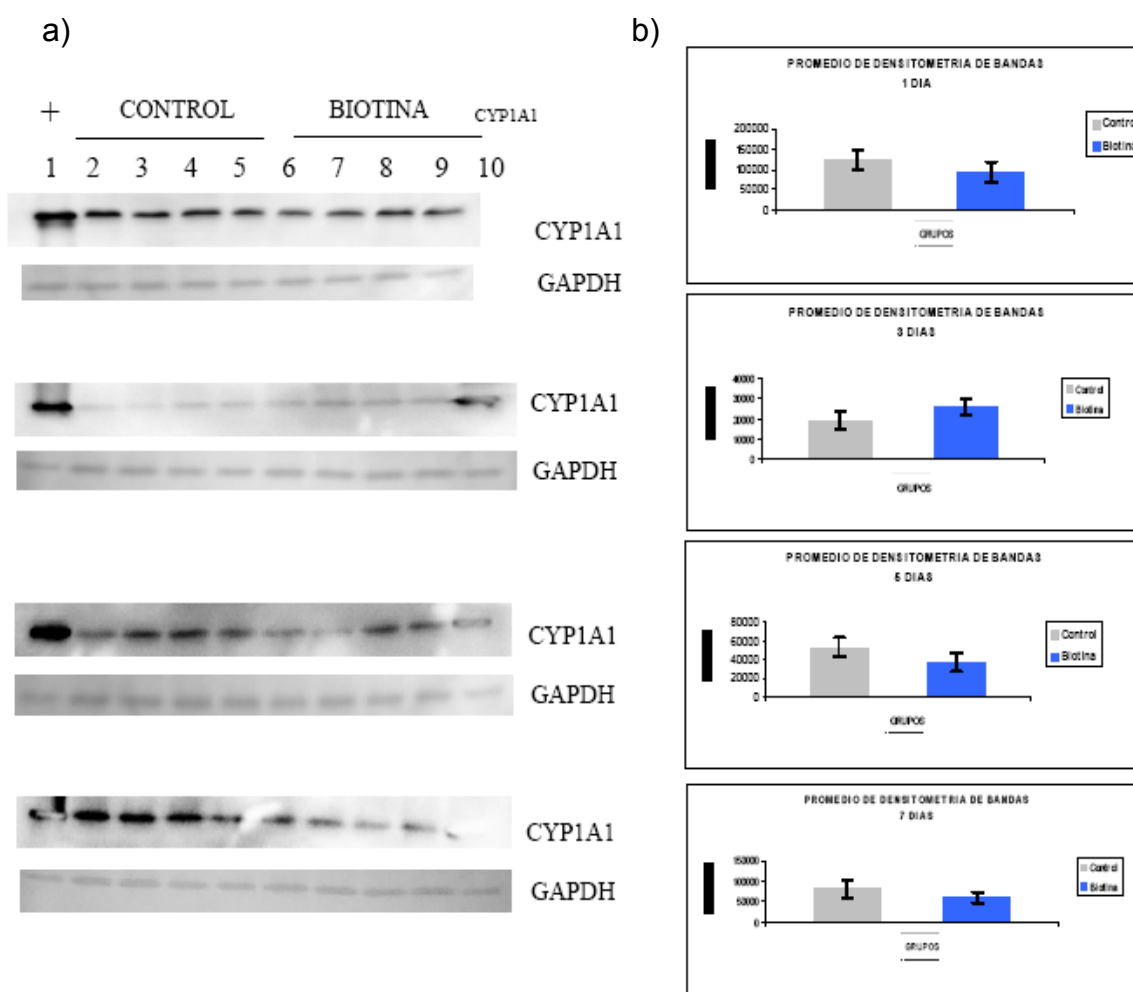 a)
+ CONTROL BIOTINA CYP1A1
1 2 3 4 5 6 7 8 9 10
CYP1A1
GAPDH
CYP1A1
GAPDH
CYP1A1
GAPDH
CYP1A1
GAPDH
b)
PROMEDIO DE DENSITOMETRIA DE BANDAS
1 DIA
200000
150000
100000
50000
0
GRUPOS
Control
Biotina
PROMEDIO DE DENSITOMETRIA DE BANDAS
3 DIAS
40000
30000
20000
10000
0
GRUPOS
Control
Biotina
PROMEDIO DE DENSITOMETRIA DE BANDAS
5 DIAS
80000
60000
40000
20000
0
GRUPOS
Control
Biotina
PROMEDIO DE DENSITOMETRIA DE BANDAS
7 DIAS
150000
100000
50000
0
GRUPOS
Control
Biotina